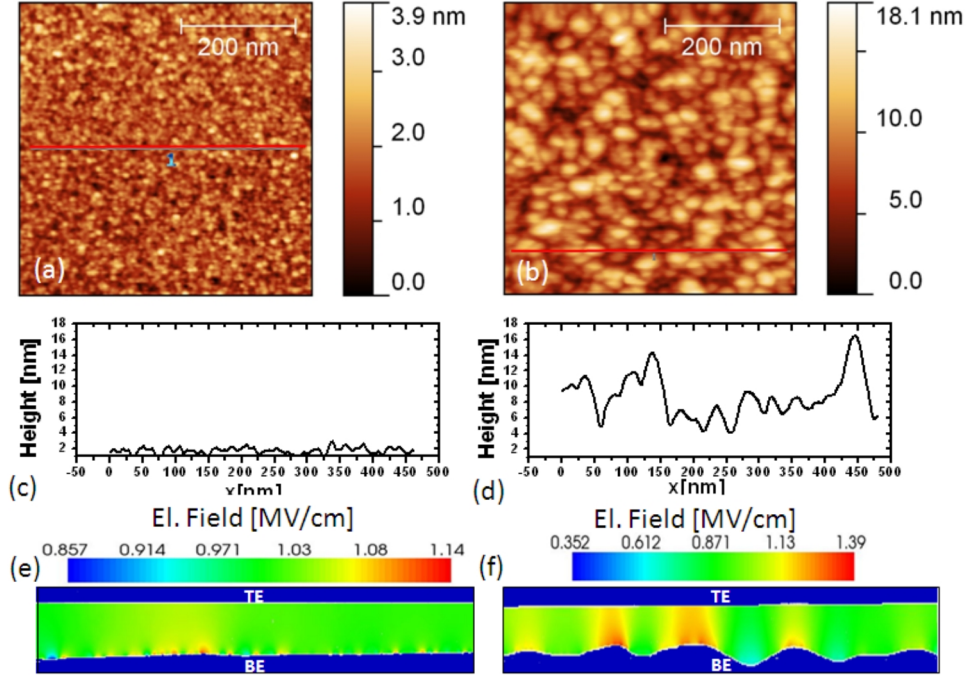 3.9 nm
200 nm
3.0
2.0
1
1.0
(a)
0.0
18.1 nm
200 nm
10.0
5.0
(b)
0.0
18
16
14
12
10
8
6
4
2
Height [nm]
-50 0 50 100 150 200 250 300 350 400 450 500
x[nm]
(c)
18
16
14
12
10
8
6
4
2
Height [nm]
-50 0 50 100 150 200 250 300 350 400 450 500
x[nm]
(d)
El. Field [MV/cm]
0.857 0.914 0.971 1.03 1.08 1.14
(e)
TE
BE
El. Field [MV/cm]
0.352 0.612 0.871 1.13 1.39
(f)
TE
BE